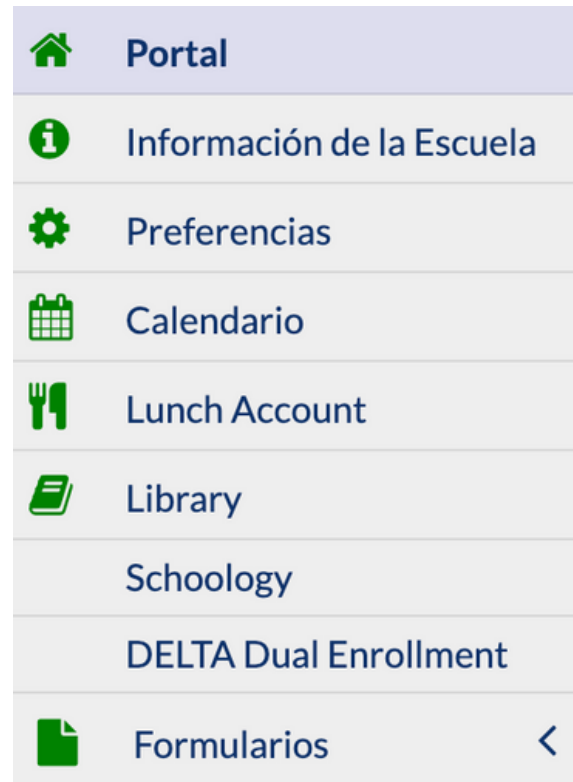 Portal
Información de la Escuela
Preferencias
Calendario
Lunch Account
Library
Schoology
DELTA Dual Enrollment
Formularios